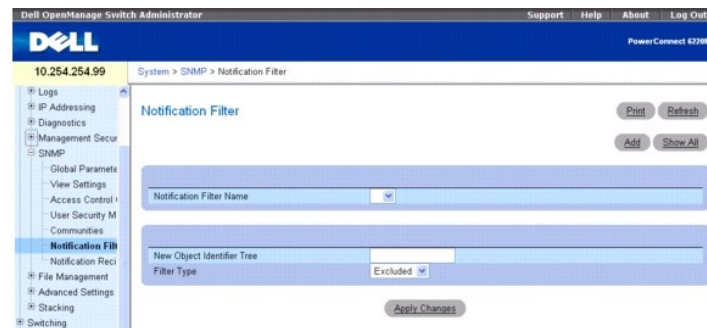 Dell OpenManage Switch Administrator Support Help About Log Out
DELL
PowerConnect 6220
10.254.254.99
System > SNMP > Notification Filter
Logs
IP Addressing
Diagnostics
Management Secur
SNMP
Global Paramete
View Settings
Access Control
User Security M
Communities
Notification Filt
Notification Reci
File Management
Advanced Settings
Stacking
Switching
Notification Filter
Print Refresh
Add Show All
Notification Filter Name
New Object Identifier Tree
Filter Type Excluded
Apply Changes